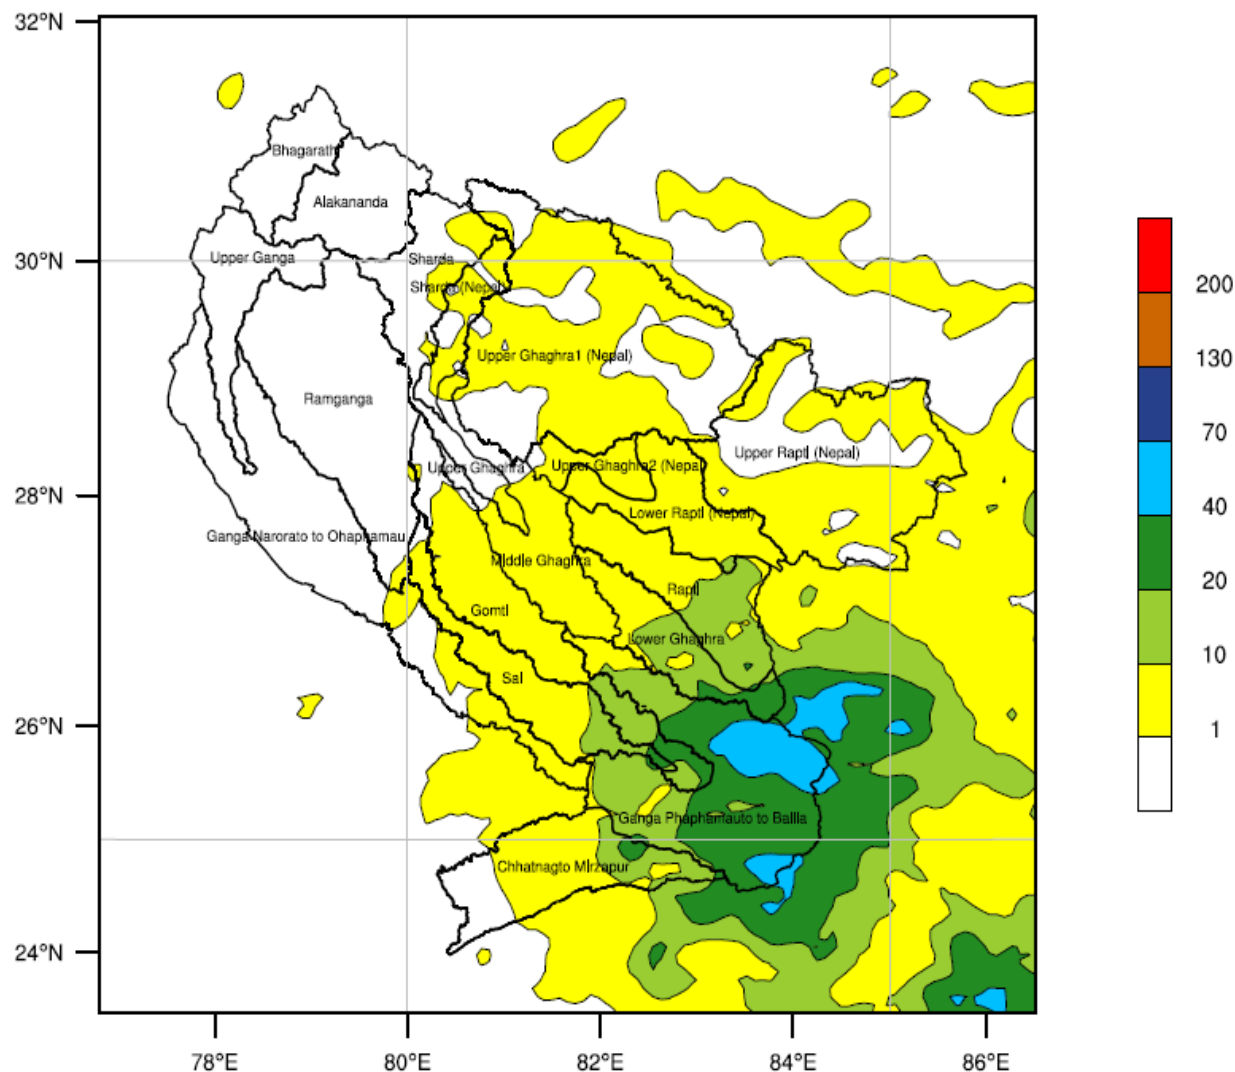 32°N
Bhagarath
Alakananda
Upper Ganga
Sharda
30°N
Sharda (Nepal)
Upper Ghaghra1 (Nepal)
Ramganga
Upper RaptI (Nepal)
Upper Ghaghra
Upper Ghaghra2 (Nepal
28°N
Lower RaptI (Nepal)
Ganga Narorato to Ohaphamau
MIddle Ghaghra
RaptI
GomtI
Lower Ghaghra
SaI
26°N
Ganga Phaphamauto to BalIIa
Chhatnagto MIrzapur
24°N
78°E
80°E
82°E
84°E
86°E
200
130
70
40
20
10
1